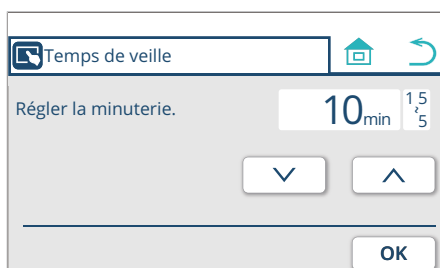 Temps de veille
Régler la minuterie.
10min
1 5
~
5
OK